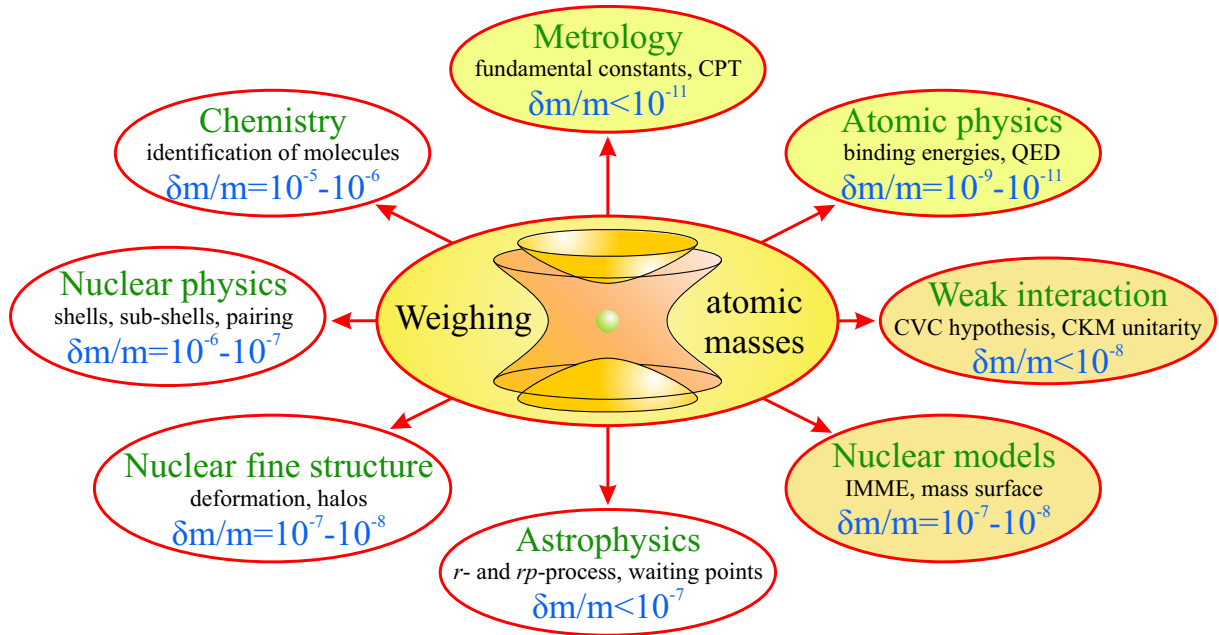 Metrology
fundamental constants, CPT
δm/m<10⁻¹¹
Chemistry
identification of molecules
δm/m=10⁻⁵-10⁻⁶
Atomic physics
binding energies, QED
δm/m=10⁻⁹-10⁻¹¹
Nuclear physics
shells, sub-shells, pairing
δm/m=10⁻⁶-10⁻⁷
Weighing
atomic
masses
Weak interaction
CVC hypothesis, CKM unitarity
δm/m<10⁻⁸
Nuclear fine structure
deformation, halos
δm/m=10⁻⁷-10⁻⁸
Nuclear models
IMME, mass surface
δm/m=10⁻⁷-10⁻⁸
Astrophysics
r- and rp-process, waiting points
δm/m<10⁻⁷